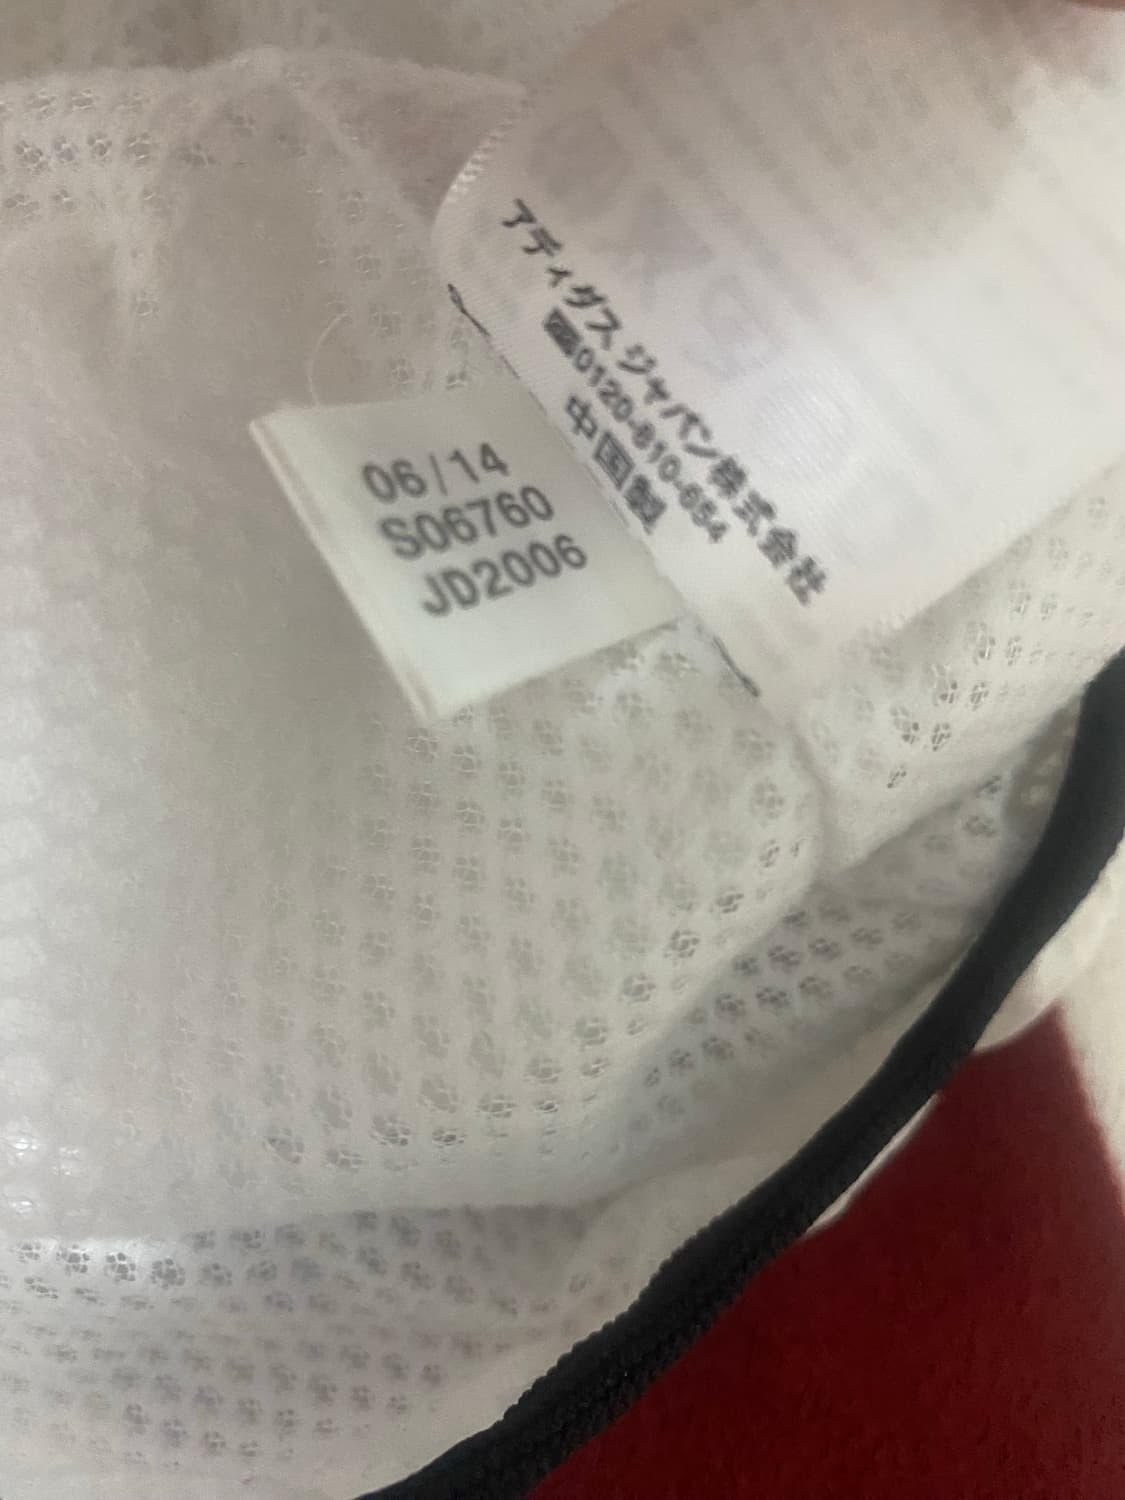 アディダス ジャパン株式会社
0120-810-654
中国製
06/14
S06760
JD2006